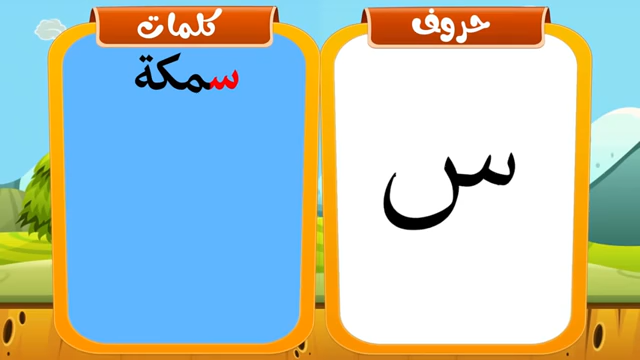 حروف
كلمات
سمكة
س